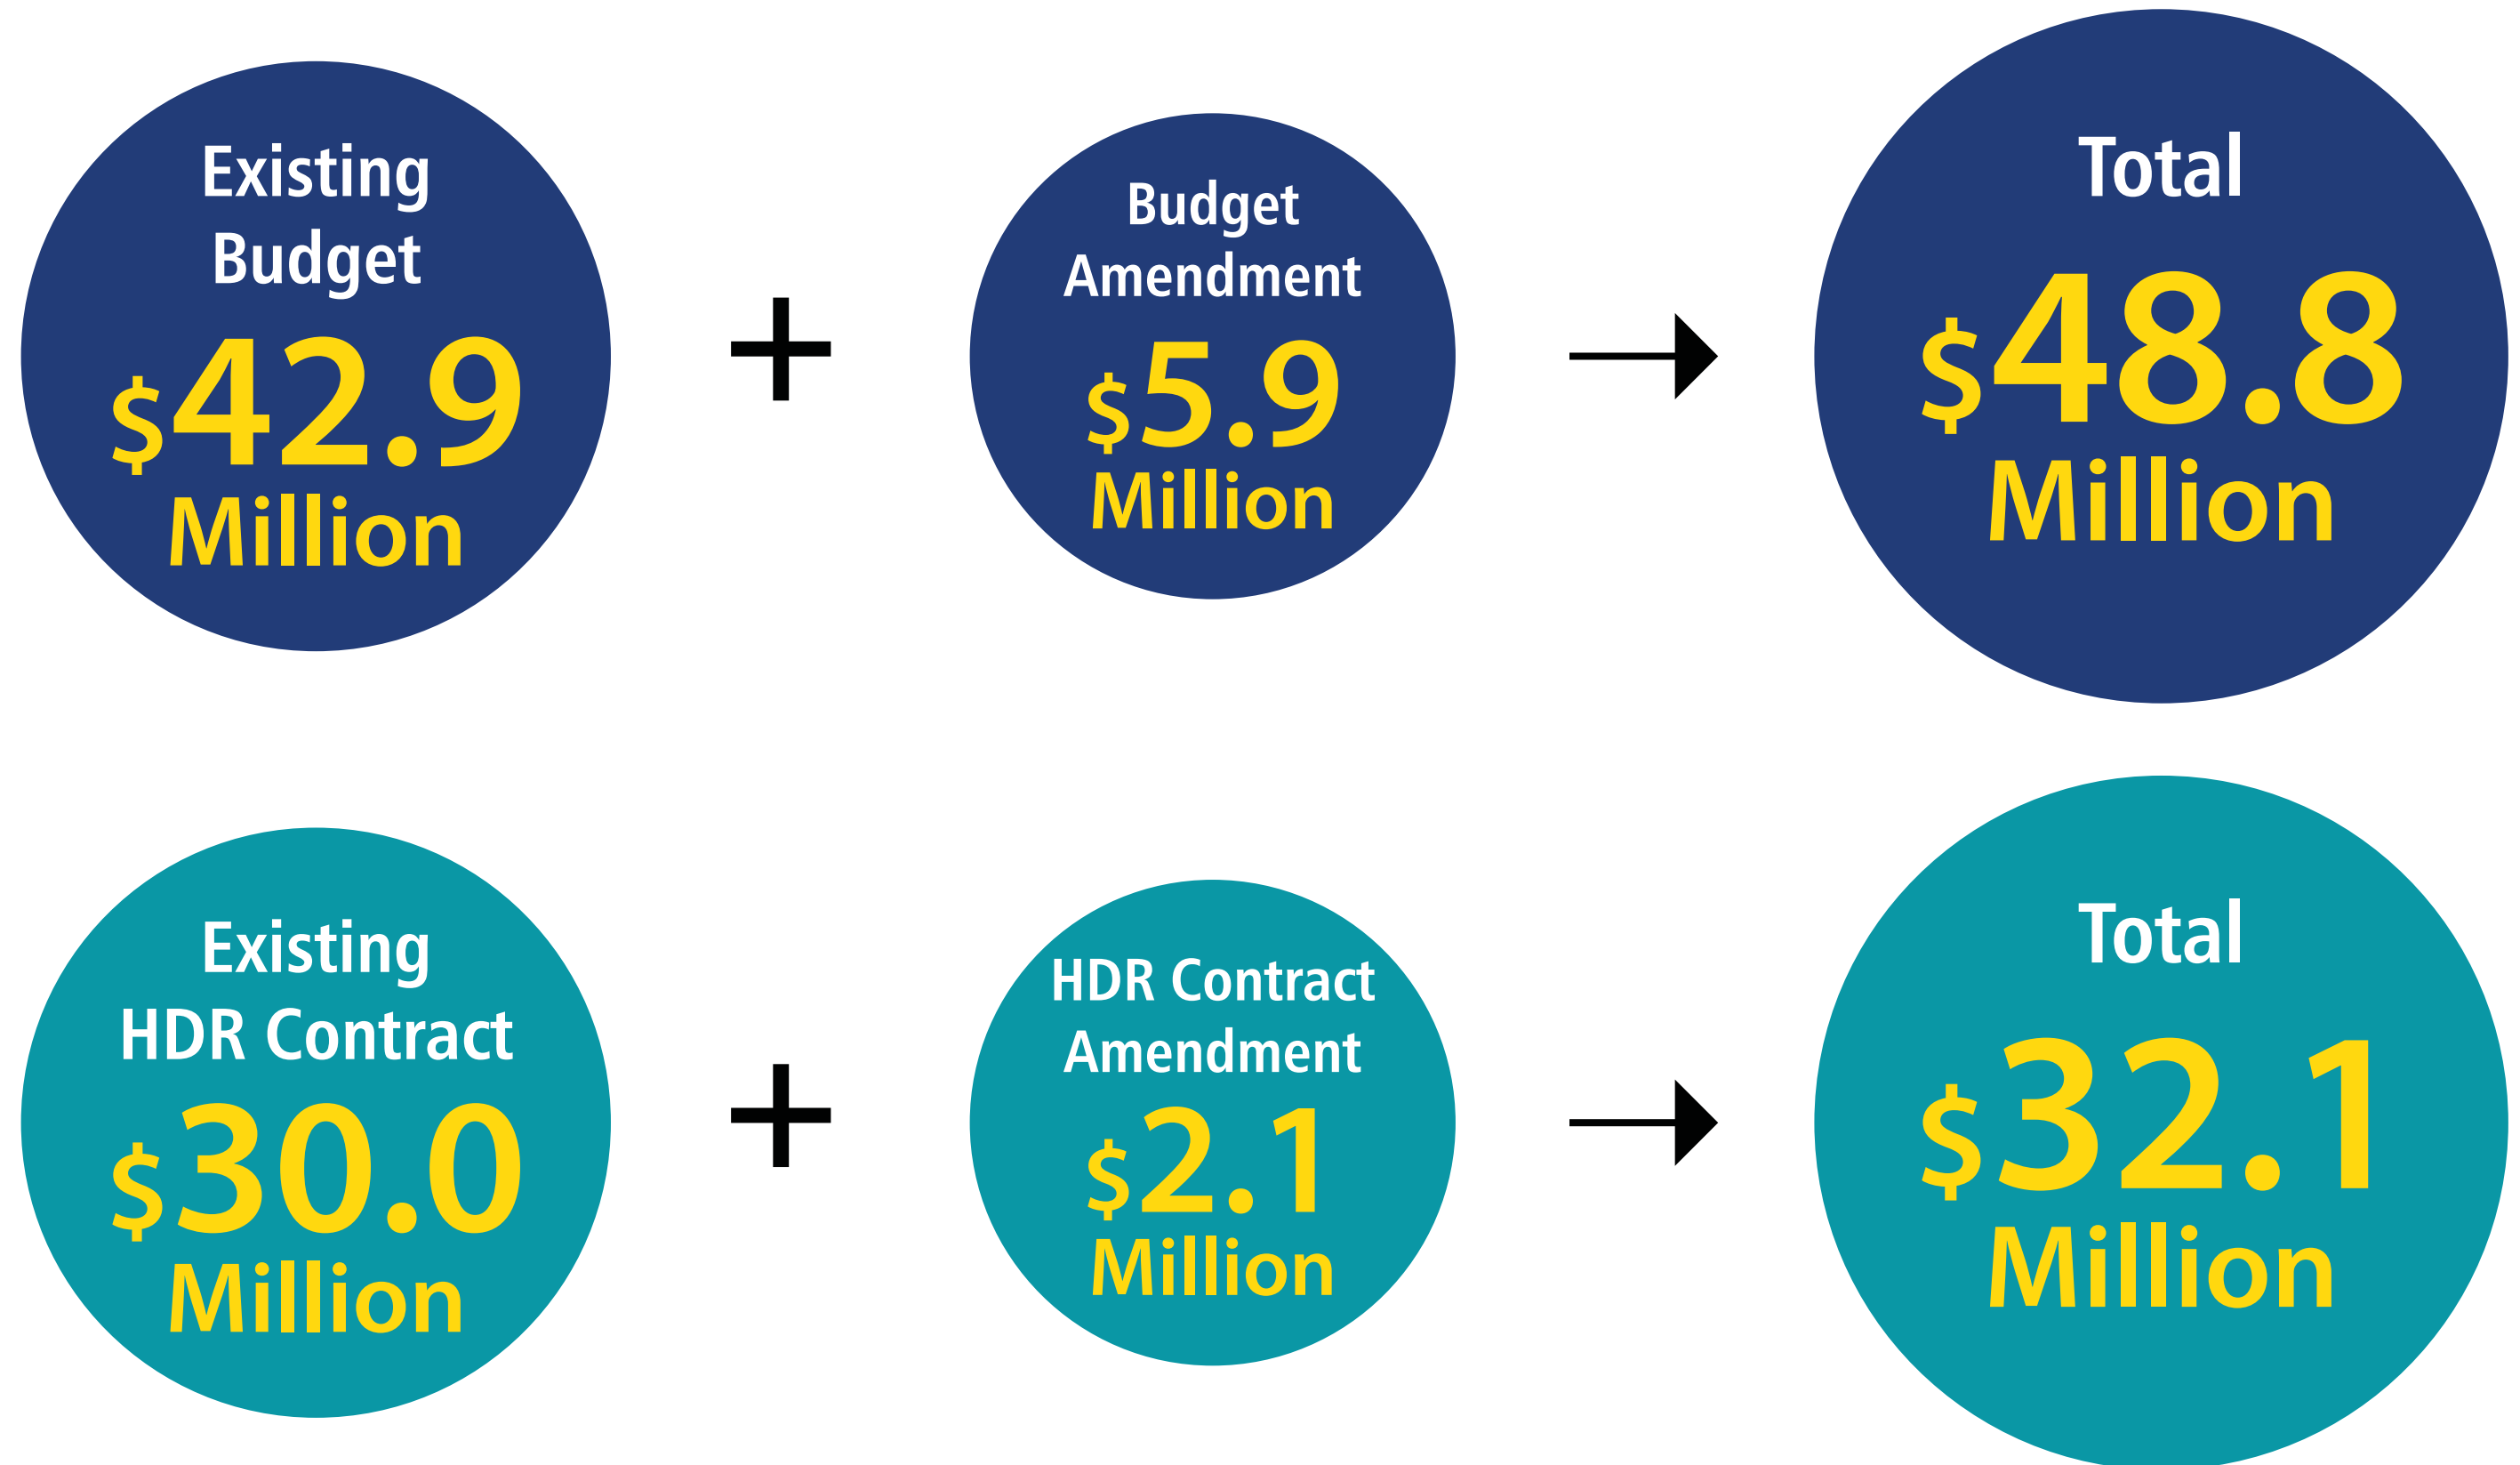 Existing
Budget
$42.9
Million
+
Budget
Amendment
$5.9
Million
Total
$48.8
Million
Existing
HDR Contract
$30.0
Million
+
HDR Contract
Amendment
$2.1
Million
Total
$32.1
Million